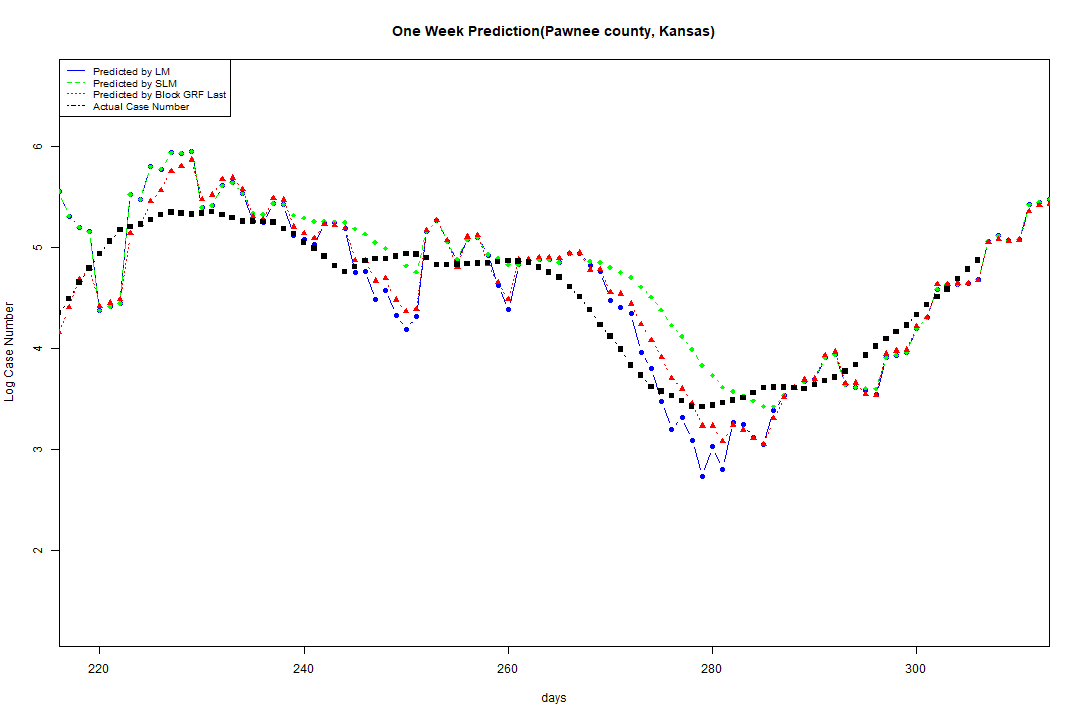 One Week Prediction(Pawnee county, Kansas)
Predicted by LM
Predicted by SLM
Predicted by Block GRF Last
Actual Case Number
6
5
4
3
2
Log Case Number
220 240 260 280 300
days